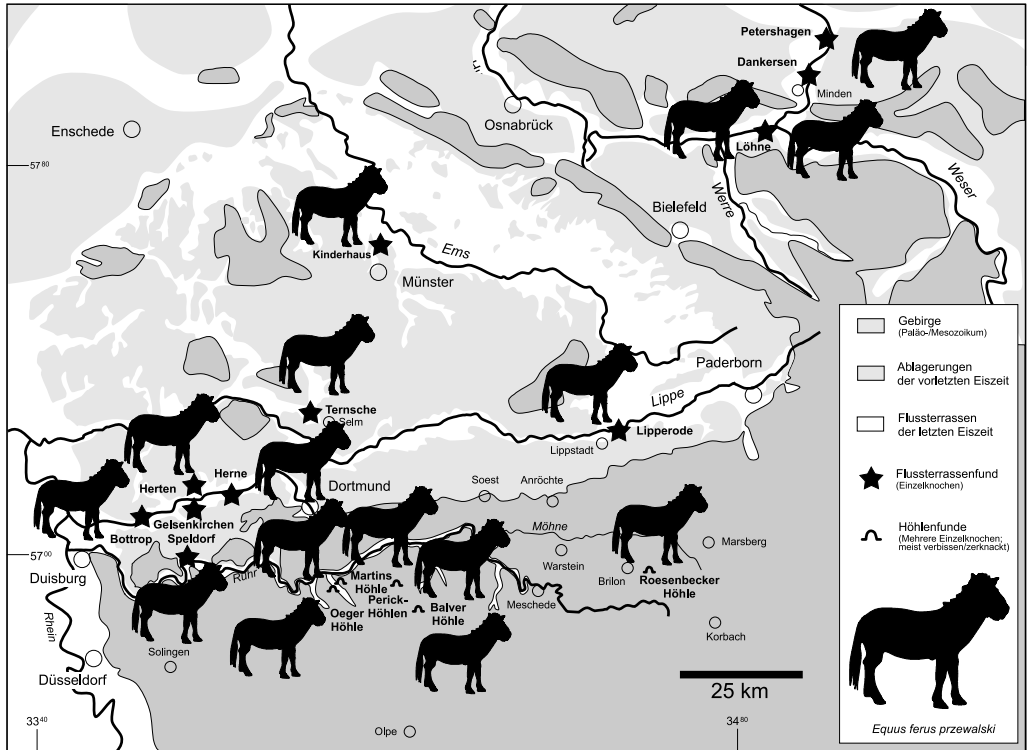 Petershagen
Dankersen
Minden
Enschede
Osnabrück
Löhne
57 80
Weser
Werre
Bielefeld
Kinderhaus
Ems
Münster
Gebirge
(Paläo-/Mesozoikum)
Ablagerungen
der vorletzten Eiszeit
Flussterrassen
der letzten Eiszeit
Flussterrassenfund
(Einzelknochen)
Höhlenfunde
(Mehrere Einzelknochen;
meist verbissen/zerknackt)
Equus ferus przewalski
Paderborn
Lippe
Ternsche
Selm
Lipperode
Lippstadt
Herne
Herten
Dortmund
Soest
Anröchte
Gelsenkirchen
Speldorf
Bottrop
Möhne
Marsberg
57 00
Duisburg
Ruhr
Warstein
Martins
Höhle
Brilon
Roesenbecker
Höhle
Perick-
Höhlen
Oeger
Höhle
Balver
Höhle
Meschede
Rhein
Korbach
Solingen
Düsseldorf
25 km
33 40
34 80
Olpe